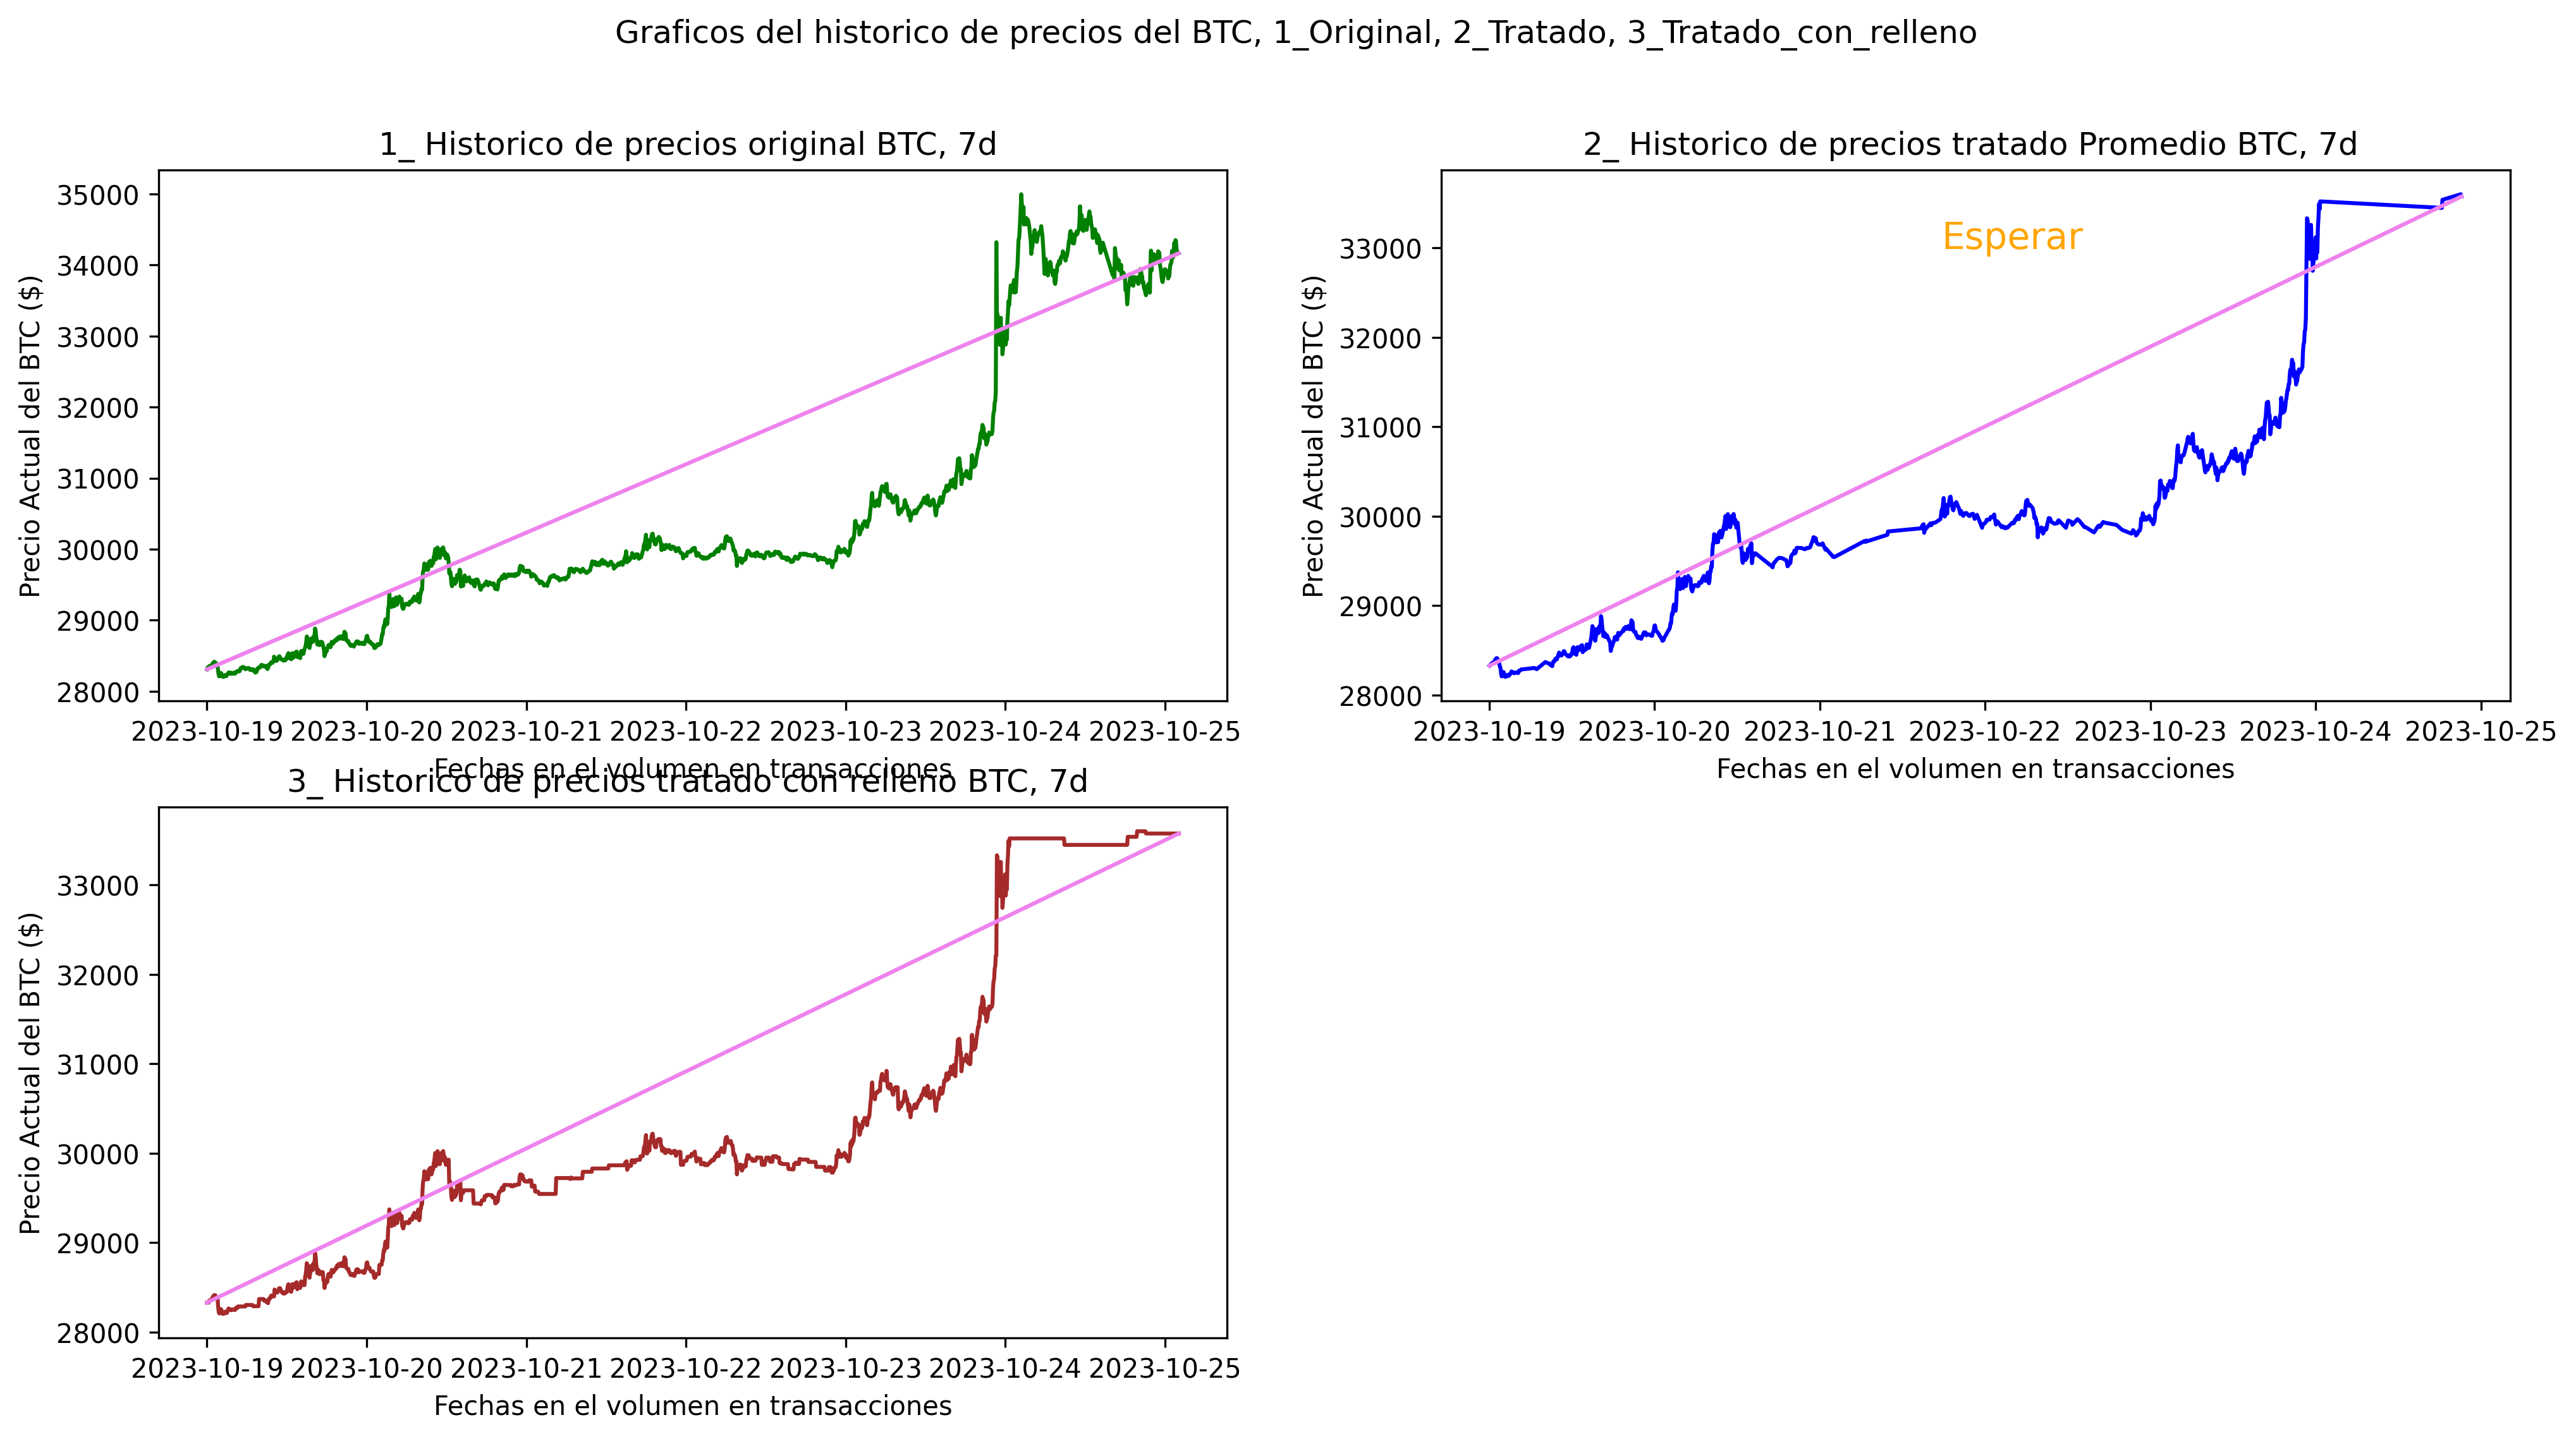 Graficos del historico de precios del BTC, 1_Original, 2_Tratado, 3_Tratado_con_relleno
1_ Historico de precios original BTC, 7d
Precio Actual del BTC ($)
35000
34000
33000
32000
31000
30000
29000
28000
2023-10-19 2023-10-20 2023-10-21 2023-10-22 2023-10-23 2023-10-24 2023-10-25
Fechas en el volumen en transacciones
2_ Historico de precios tratado Promedio BTC, 7d
Esperar
Precio Actual del BTC ($)
33000
32000
31000
30000
29000
28000
2023-10-19 2023-10-20 2023-10-21 2023-10-22 2023-10-23 2023-10-24 2023-10-25
Fechas en el volumen en transacciones
3_ Historico de precios tratado con relleno BTC, 7d
Precio Actual del BTC ($)
33000
32000
31000
30000
29000
28000
2023-10-19 2023-10-20 2023-10-21 2023-10-22 2023-10-23 2023-10-24 2023-10-25
Fechas en el volumen en transacciones